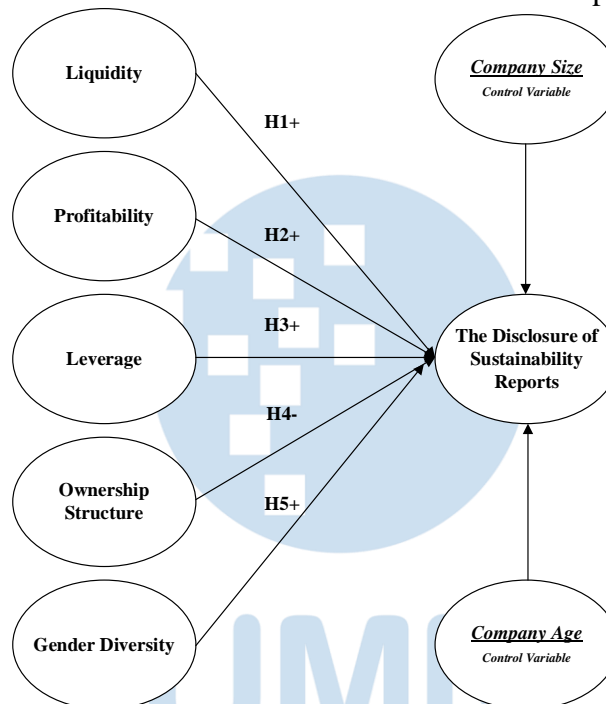 Liquidity
Company Size
Control Variable
H1+
Profitability
H2+
H3+
Leverage
The Disclosure of
Sustainability
Reports
H4-
Ownership
Structure
H5+
Gender Diversity
Company Age
Control Variable